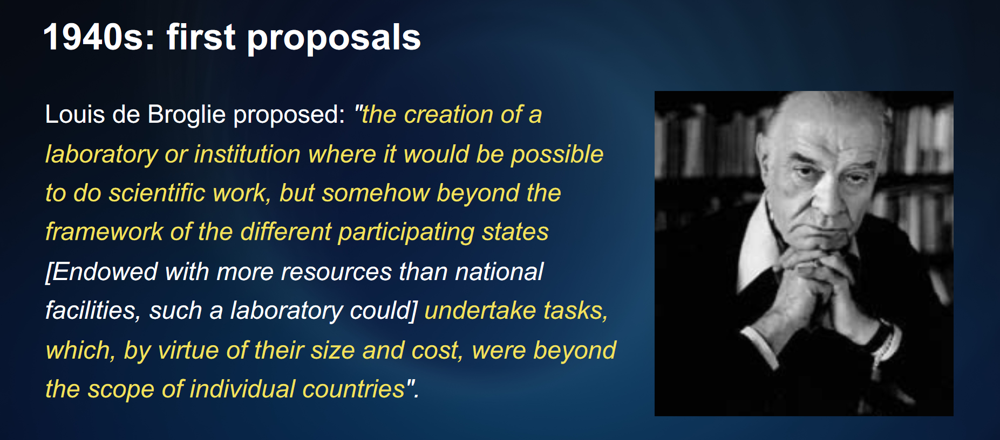 1940s: first proposals
Louis de Broglie proposed: "the creation of a
laboratory or institution where it would be possible
to do scientific work, but somehow beyond the
framework of the different participating states
[Endowed with more resources than national
facilities, such a laboratory could] undertake tasks,
which, by virtue of their size and cost, were beyond
the scope of individual countries".